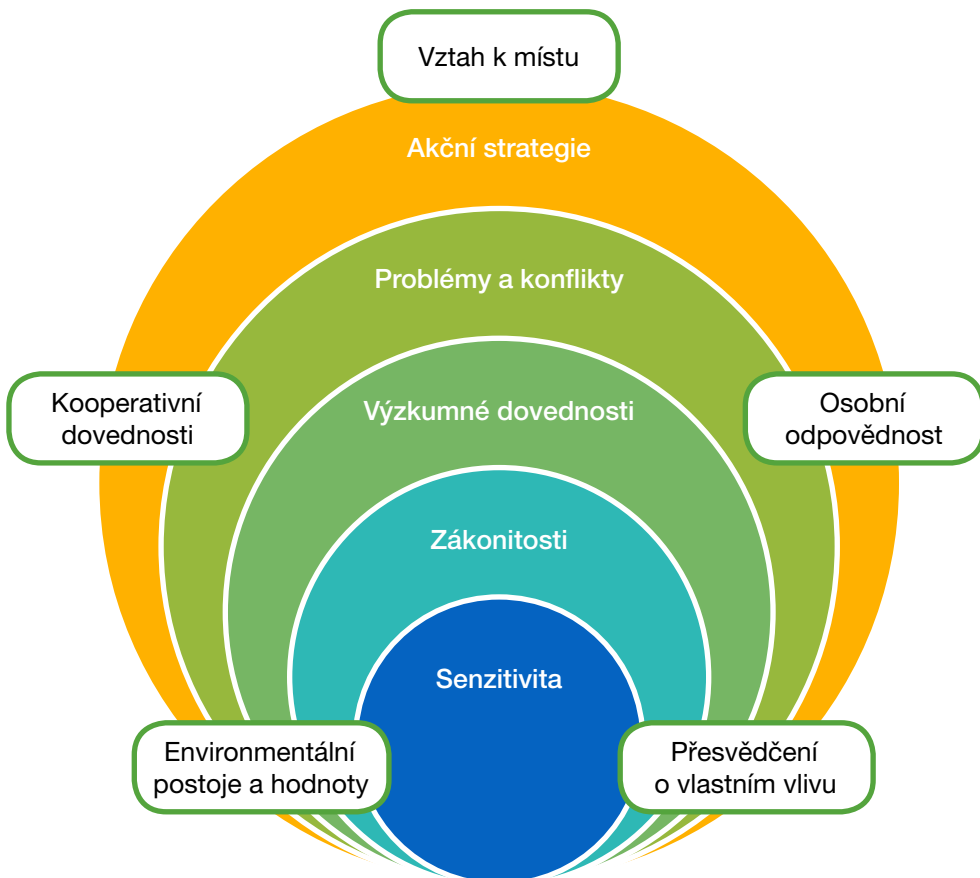 Vztah k místu
Akční strategie
Problémy a konflikty
Kooperativní
dovednosti
Výzkumné dovednosti
Osobní
odpovědnost
Zákonitosti
Senzitivita
Environmentální
postoje a hodnoty
Přesvědčení
o vlastním vlivu